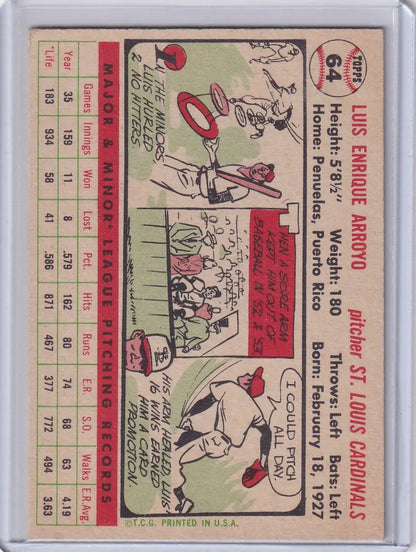 TOPPS
64
LUIS ENRIQUE ARROYO pitcher ST. LOUIS CARDINALS
Height: 5'8½" Weight: 180 Throws: Left Bats: Left
Home: Penuelas, Puerto Rico Born: February 18, 1927
IN THE MINORS
LUIS HURLED
2 NO HITTERS.
THEN A SORE ARM
KEPT HIM OUT OF
BASEBALL IN '52 & '53
I COULD PITCH
ALL DAY.
HIS ARM HEALED, LUIS'
16 WINS EARNED
HIM A CARD
PROMOTION
©T.C.G. PRINTED IN U.S.A.
MAJOR & MINOR* LEAGUE PITCHING RECORDS
Games Innings Won Lost Pct. Hits Runs E.R. S.O. Walks E.R.Avg.
Year 35 159 11 8 .579 162 80 74 68 63 4.19
*Life 183 934 58 41 .586 871 467 377 772 494 3.63